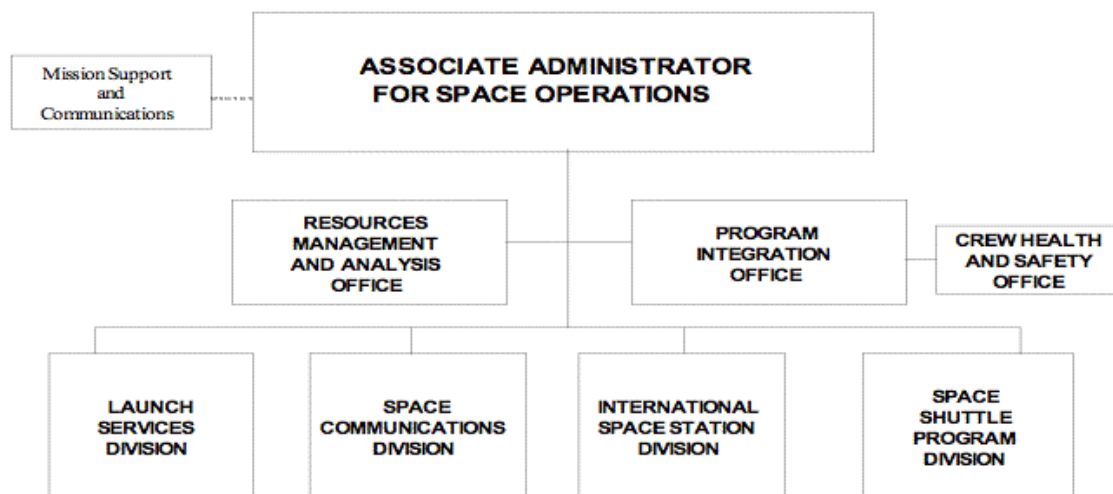 ASSOCIATE ADMINISTRATOR
FOR SPACE OPERATIONS
Mission Support
and
Communications
RESOURCES
MANAGEMENT
AND ANALYSIS
OFFICE
PROGRAM
INTEGRATION
OFFICE
CREW HEALTH
AND SAFETY
OFFICE
LAUNCH
SERVICES
DIVISION
SPACE
COMMUNICATIONS
DIVISION
INTERNATIONAL
SPACE STATION
DIVISION
SPACE
SHUTTLE
PROGRAM
DIVISION